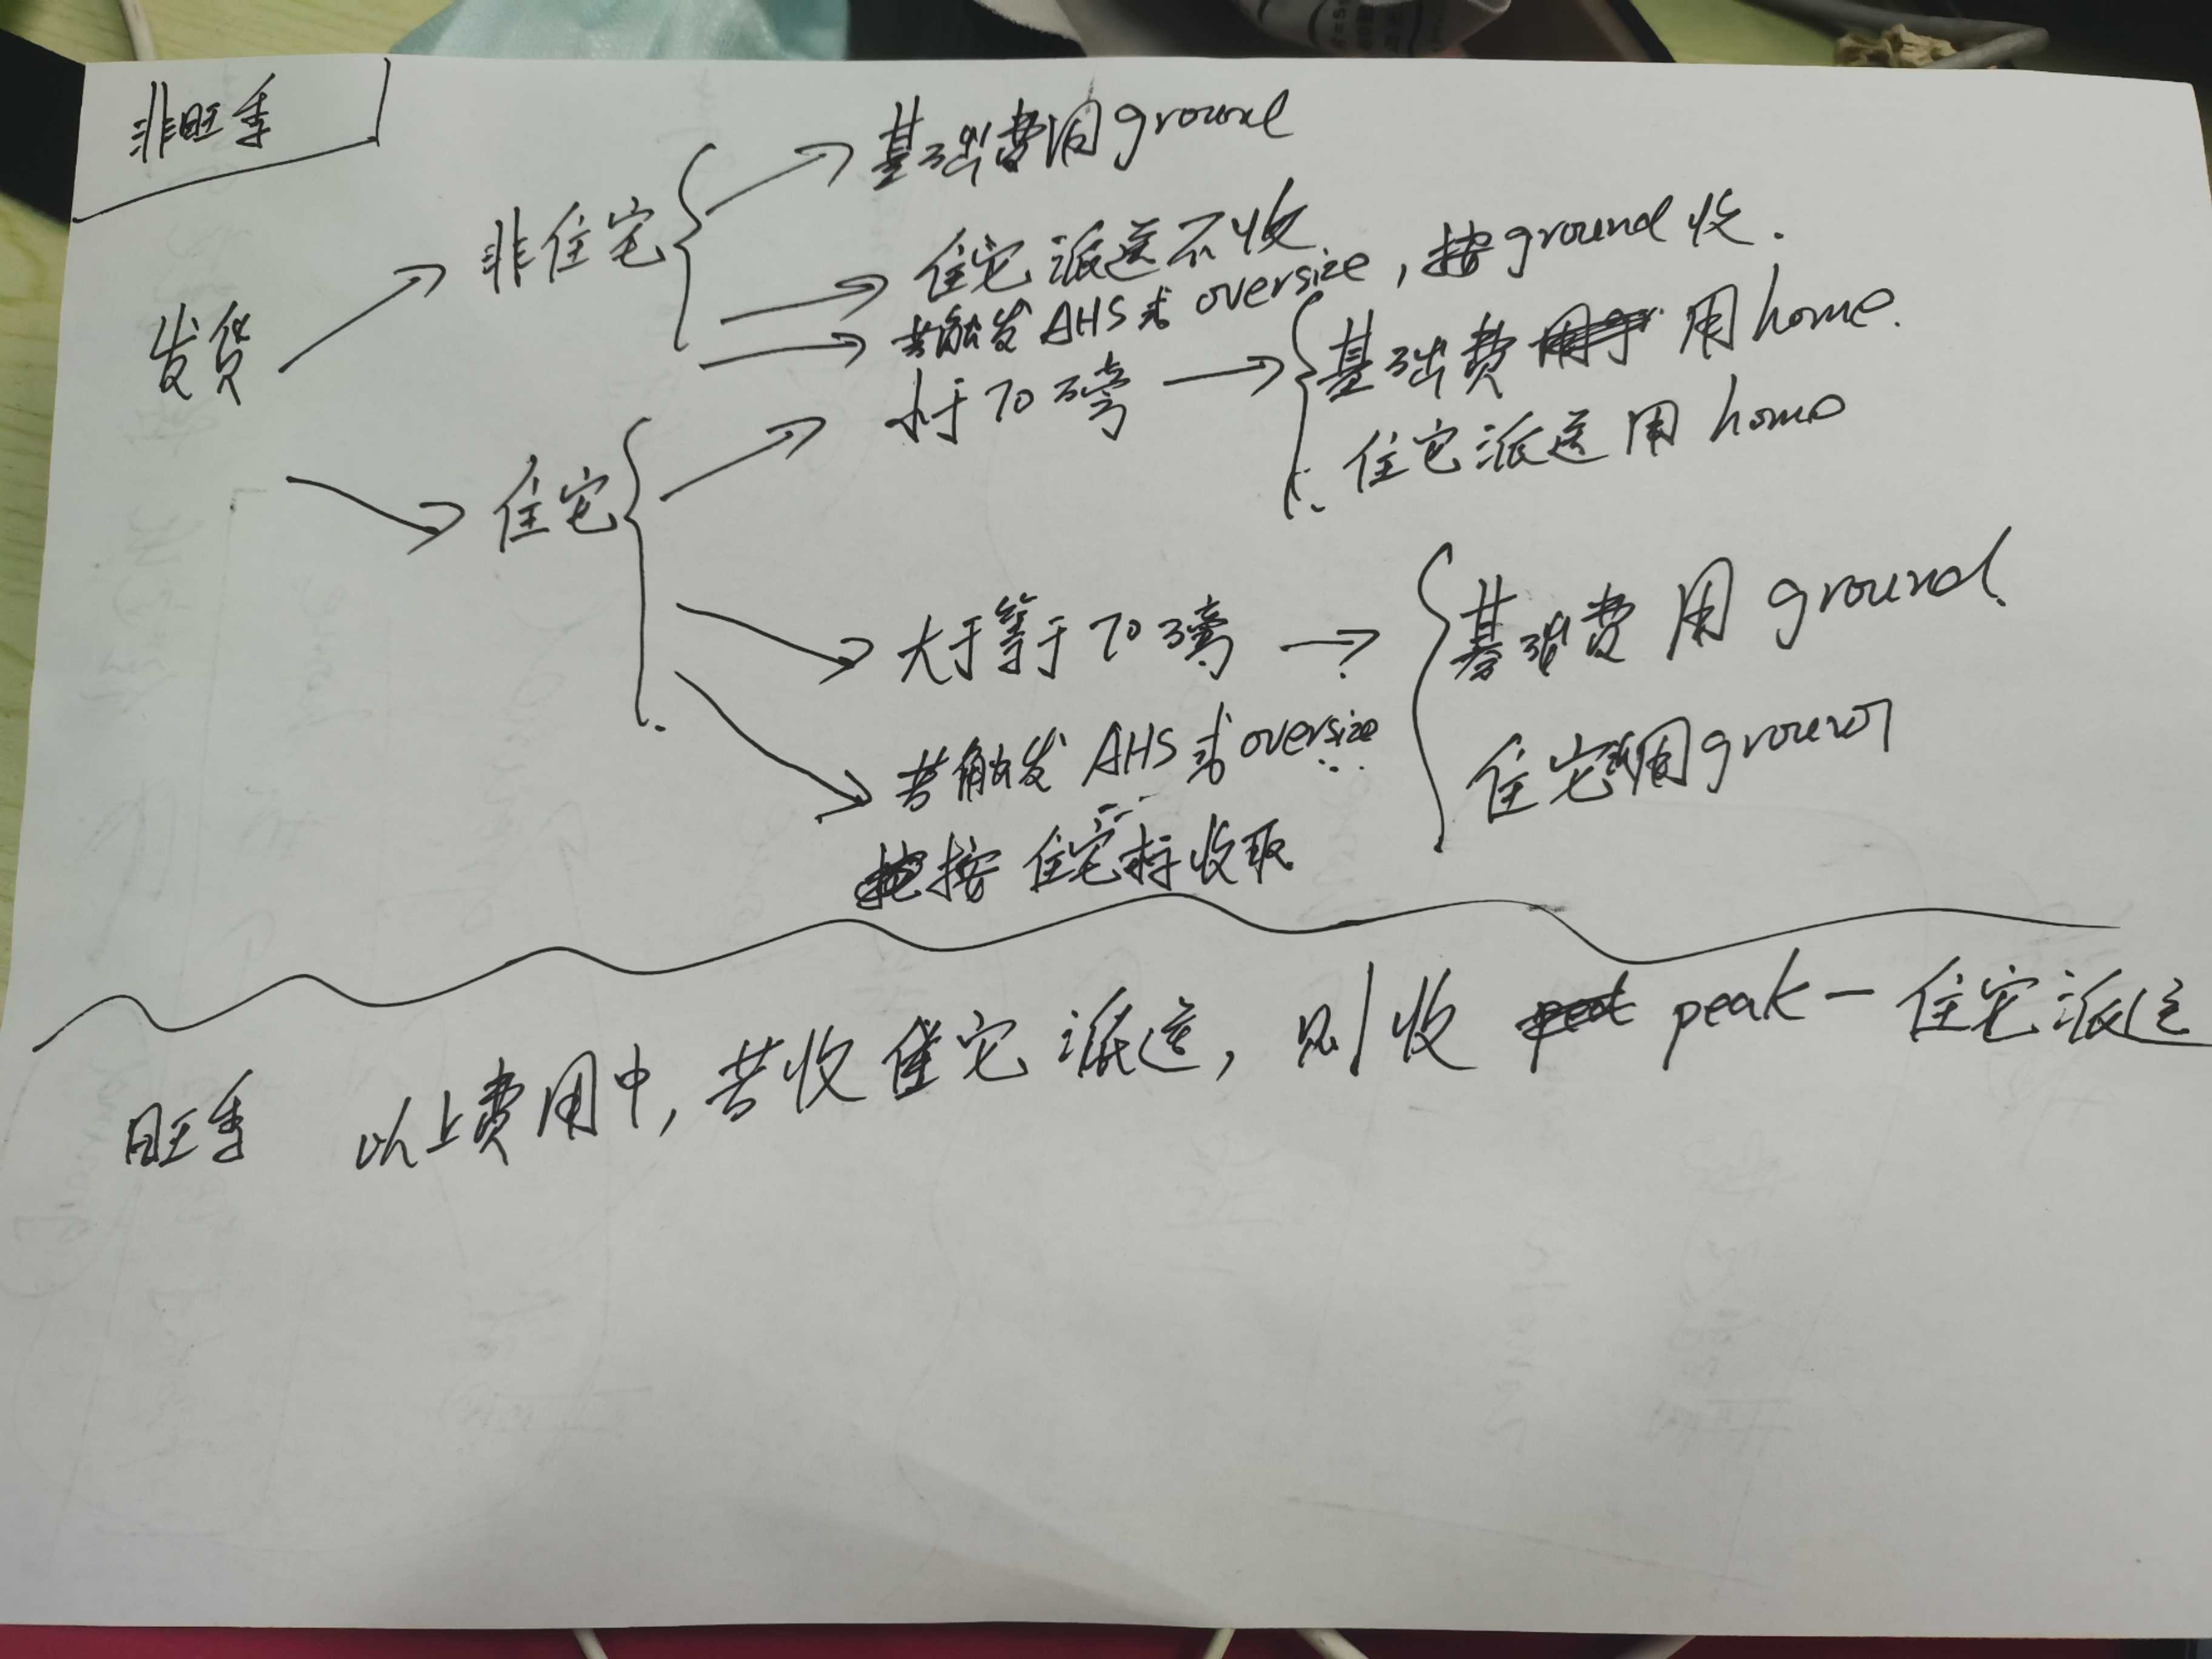 非旺季
发货
非住宅
基础费用ground
住宅派送不收
若触发AHS或oversize,按ground收.
住宅
小于70磅
基础费用home.
住宅派送用home
大于等于70磅
基础费用ground
住宅派用ground
若触发AHS或oversize
按住宅标收取
旺季 以上费用中,若收住宅派送,则收 peak-住宅派送